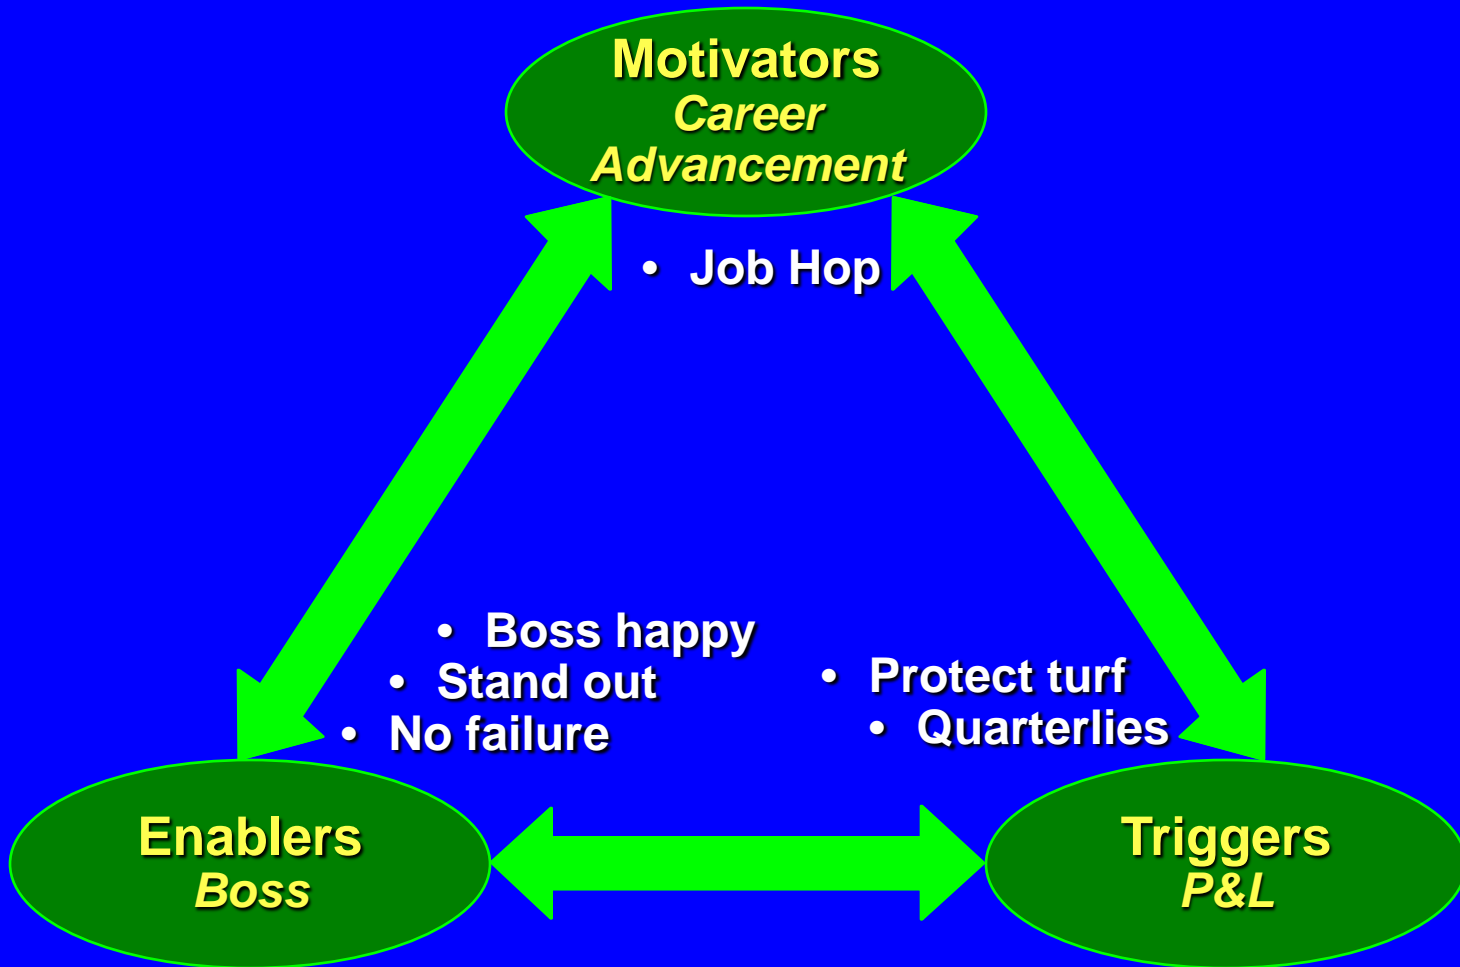 Motivators
Career
Advancement
• Job Hop
• Boss happy
• Stand out
• No failure
• Protect turf
• Quarterlies
Enablers
Boss
Triggers
P&L